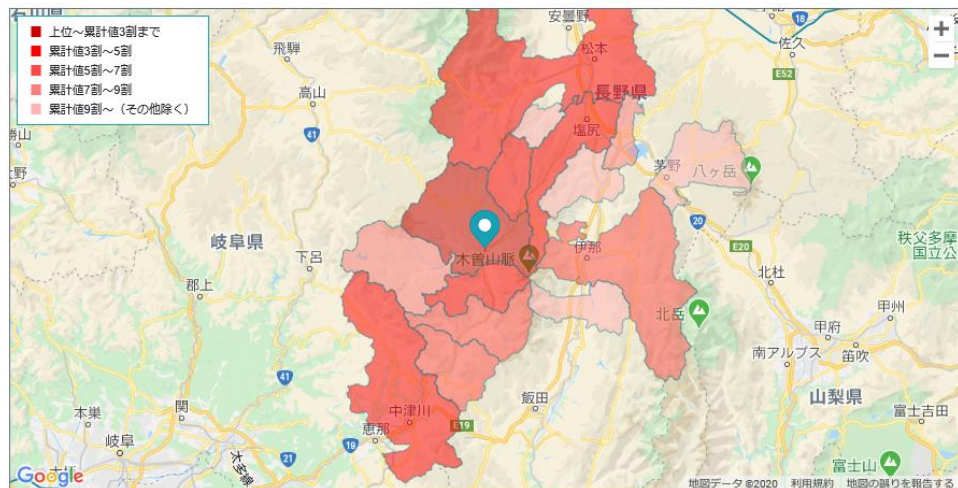 上位～累計値3割まで
累計値3割～5割
累計値5割～7割
累計値7割～9割
累計値9割～（その他除く）
安曇野
18
佐久
飛騨
松本
E52
高山
長野県
41
塩尻
勝山
茅野
八ヶ岳
岐阜県
20
E20
秩父多摩
国立公
下呂
木曽山脈
伊那
北杜
郡上
北岳
甲州
甲府
南アルプス
笛吹
41
山梨県
本巣
関
中津川
飯田
恵那
E19
富士吉田
岐阜
19
21
太多線
富士山
Google
地図データ ©2020
利用規約
地図の誤りを報告する